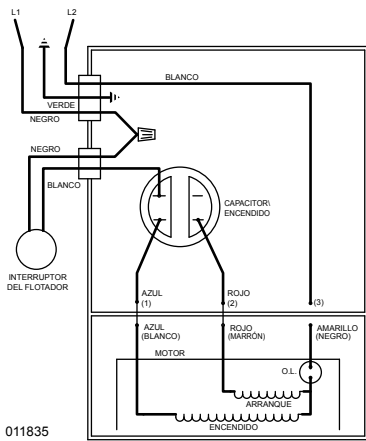 L1
L2
BLANCO
VERDE
NEGRO
NEGRO
BLANCO
CAPACITOR\
ENCENDIDO
INTERRUPTOR
DEL FLOTADOR
AZUL
(1)
ROJO
(2)
(3)
AZUL
(BLANCO)
ROJO
(MARRÓN)
AMARILLO
(NEGRO)
MOTOR
O.L.
ARRANQUE
ENCENDIDO
011835